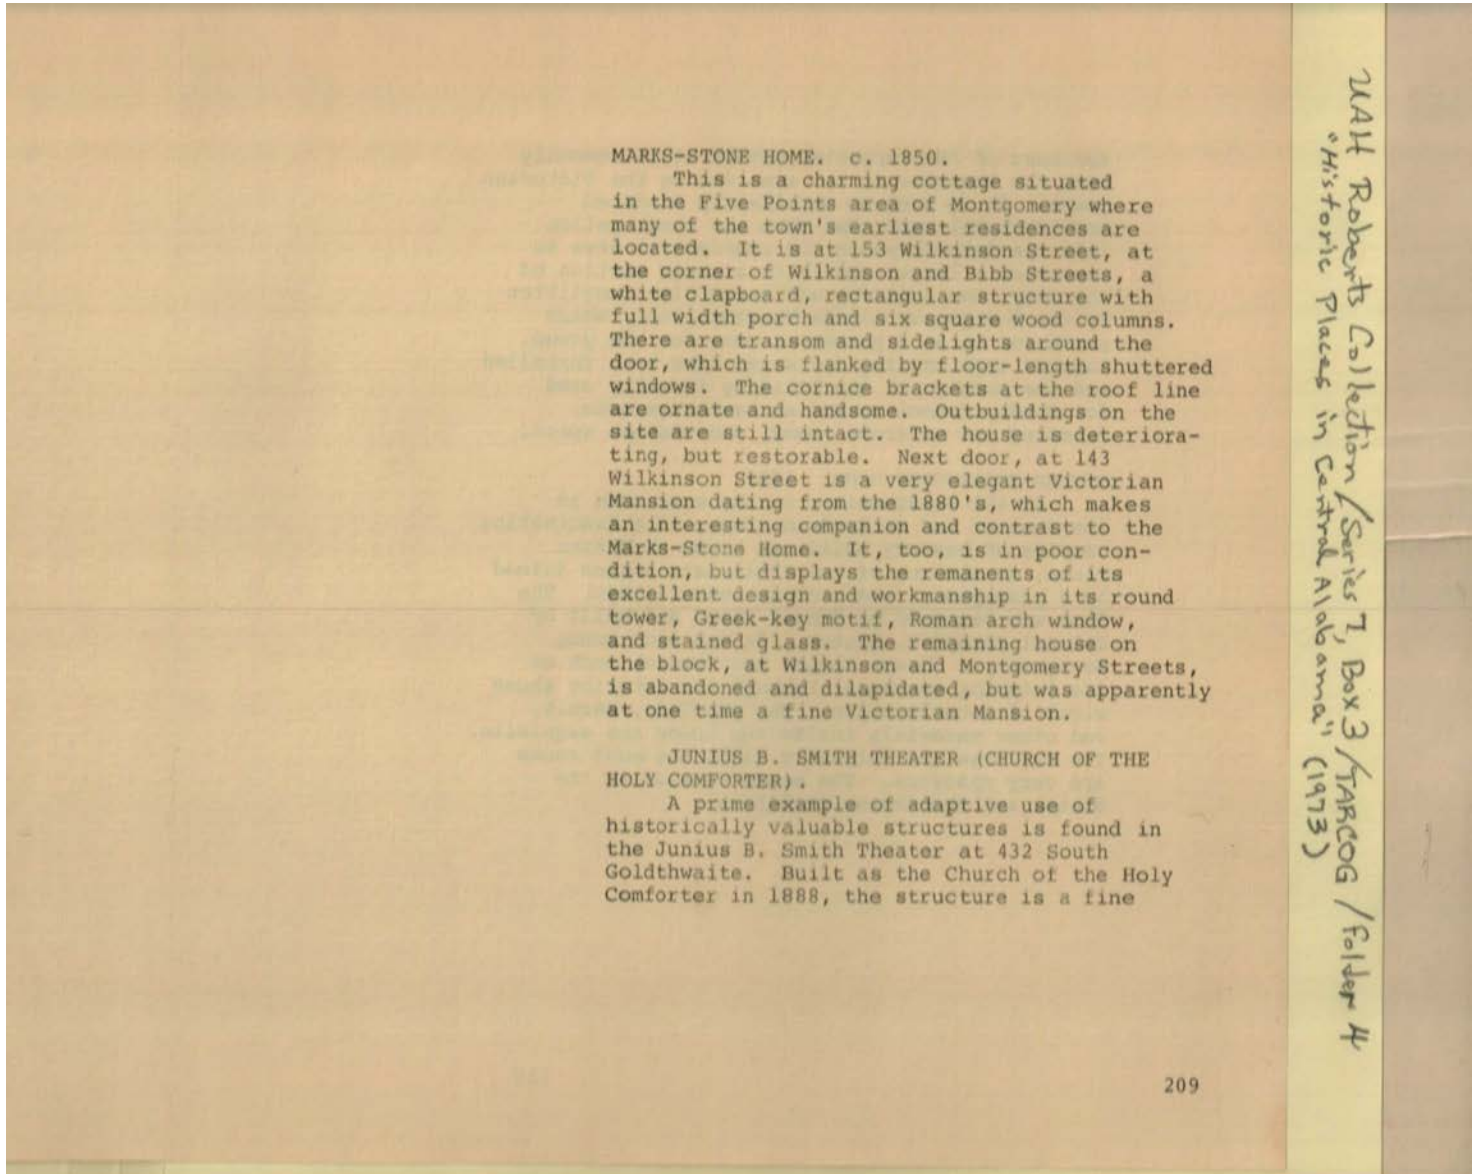 MARKS-STONE HOME. c. 1850.
This is a charming cottage situated
in the Five Points area of Montgomery where
many of the town's earliest residences are
located. It is at 153 Wilkinson Street, at
the corner of Wilkinson and Bibb Streets, a
white clapboard, rectangular structure with
full width porch and six square wood columns.
There are transom and sidelights around the
door, which is flanked by floor-length shuttered
windows. The cornice brackets at the roof line
are ornate and handsome. Outbuildings on the
site are still intact. The house is deteriora-
ting, but restorable. Next door, at 143
Wilkinson Street is a very elegant Victorian
Mansion dating from the 1880's, which makes
an interesting companion and contrast to the
Marks-Stone Home. It, too, is in poor con-
dition, but displays the remanents of its
excellent design and workmanship in its round
tower, Greek-key motif, Roman arch window,
and stained glass. The remaining house on
the block, at Wilkinson and Montgomery Streets,
is abandoned and dilapidated, but was apparently
at one time a fine Victorian Mansion.
JUNIUS B. SMITH THEATER (CHURCH OF THE
HOLY COMFORTER).
A prime example of adaptive use of
historically valuable structures is found in
the Junius B. Smith Theater at 432 South
Goldthwaite. Built as the Church of the Holy
Comforter in 1888, the structure is a fine
209
UAH Roberts Collection/Series 7, Box 3/TARCOG/Folder 4
"Historic Places in Central Alabama" (1973)